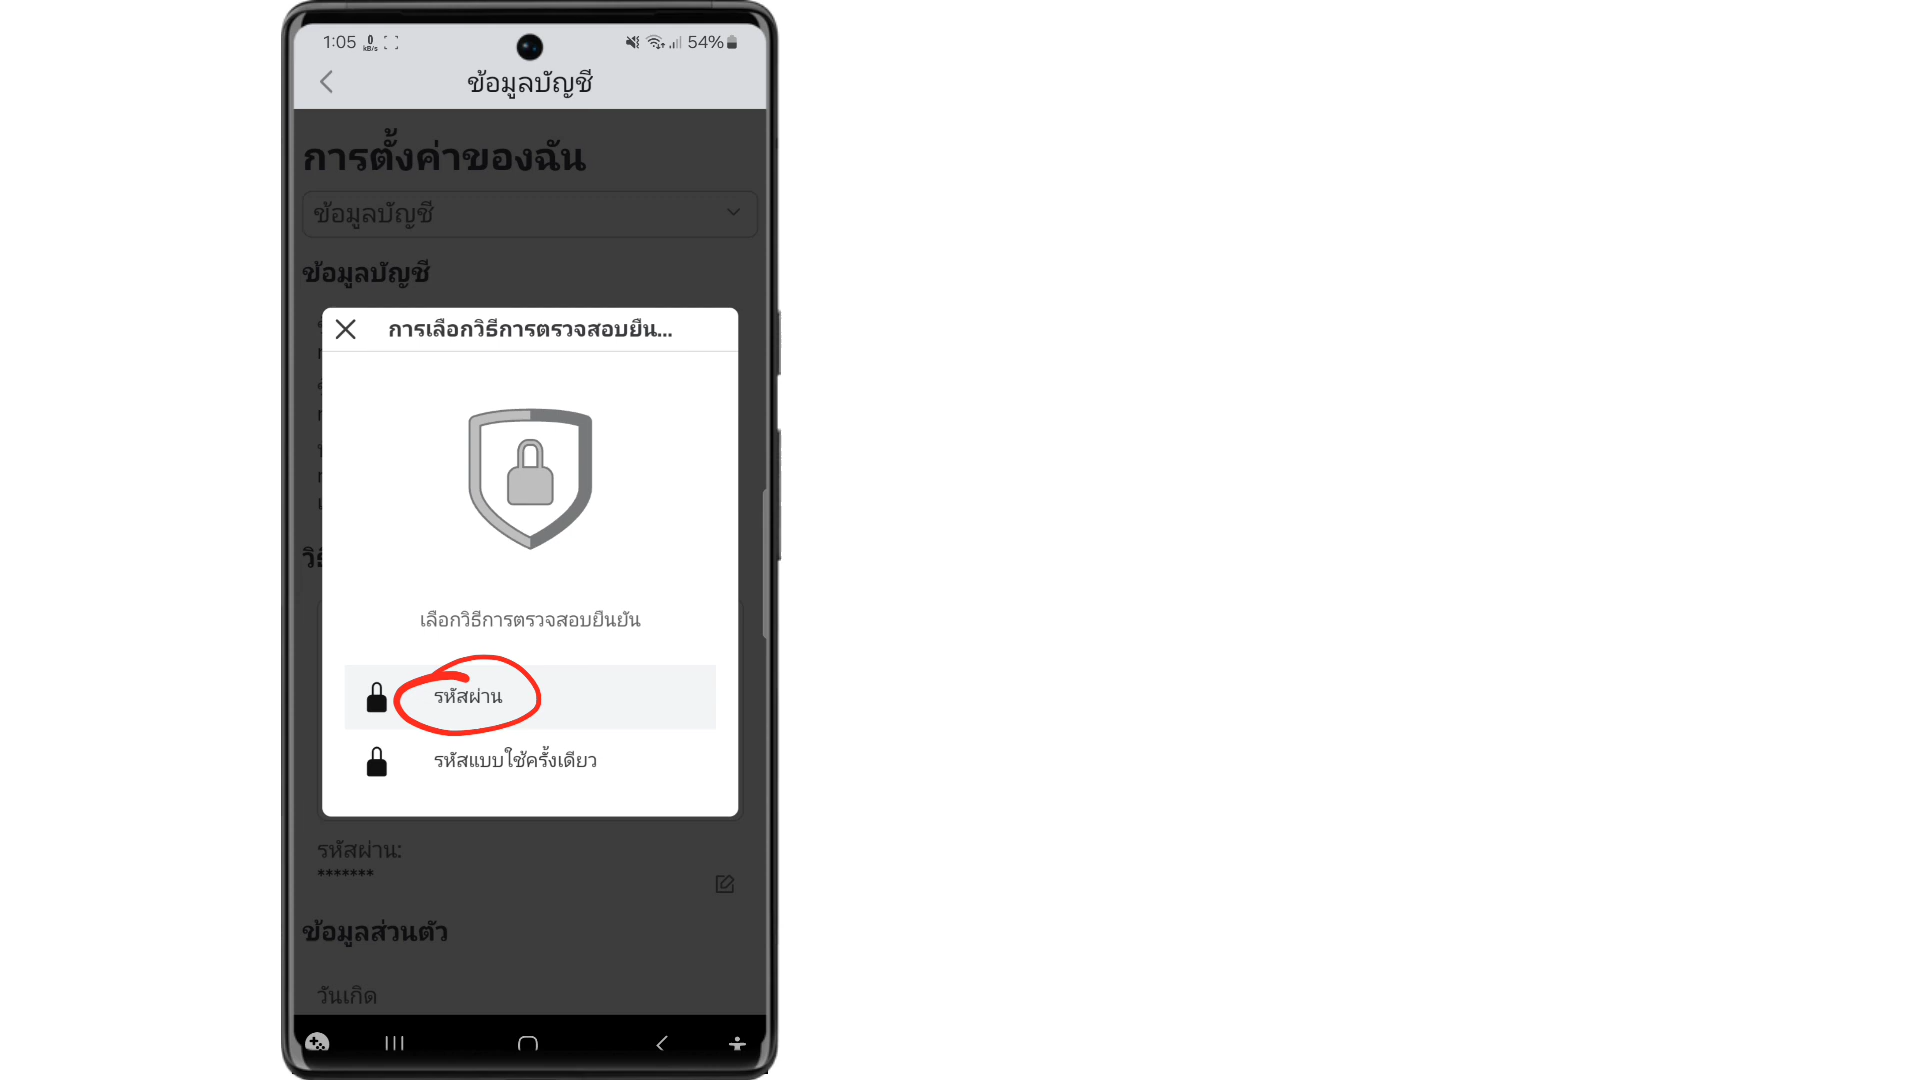 1:05 0 kB/s 54%
ข้อมูลบัญชี
การตั้งค่าของฉัน
ข้อมูลบัญชี
ข้อมูลบัญชี
การเลือกวิธีการตรวจสอบยืน...
เลือกวิธีการตรวจสอบยืนยัน
รหัสผ่าน
รหัสแบบใช้ครั้งเดียว
รหัสผ่าน:
*******
ข้อมูลส่วนตัว
วันเกิด